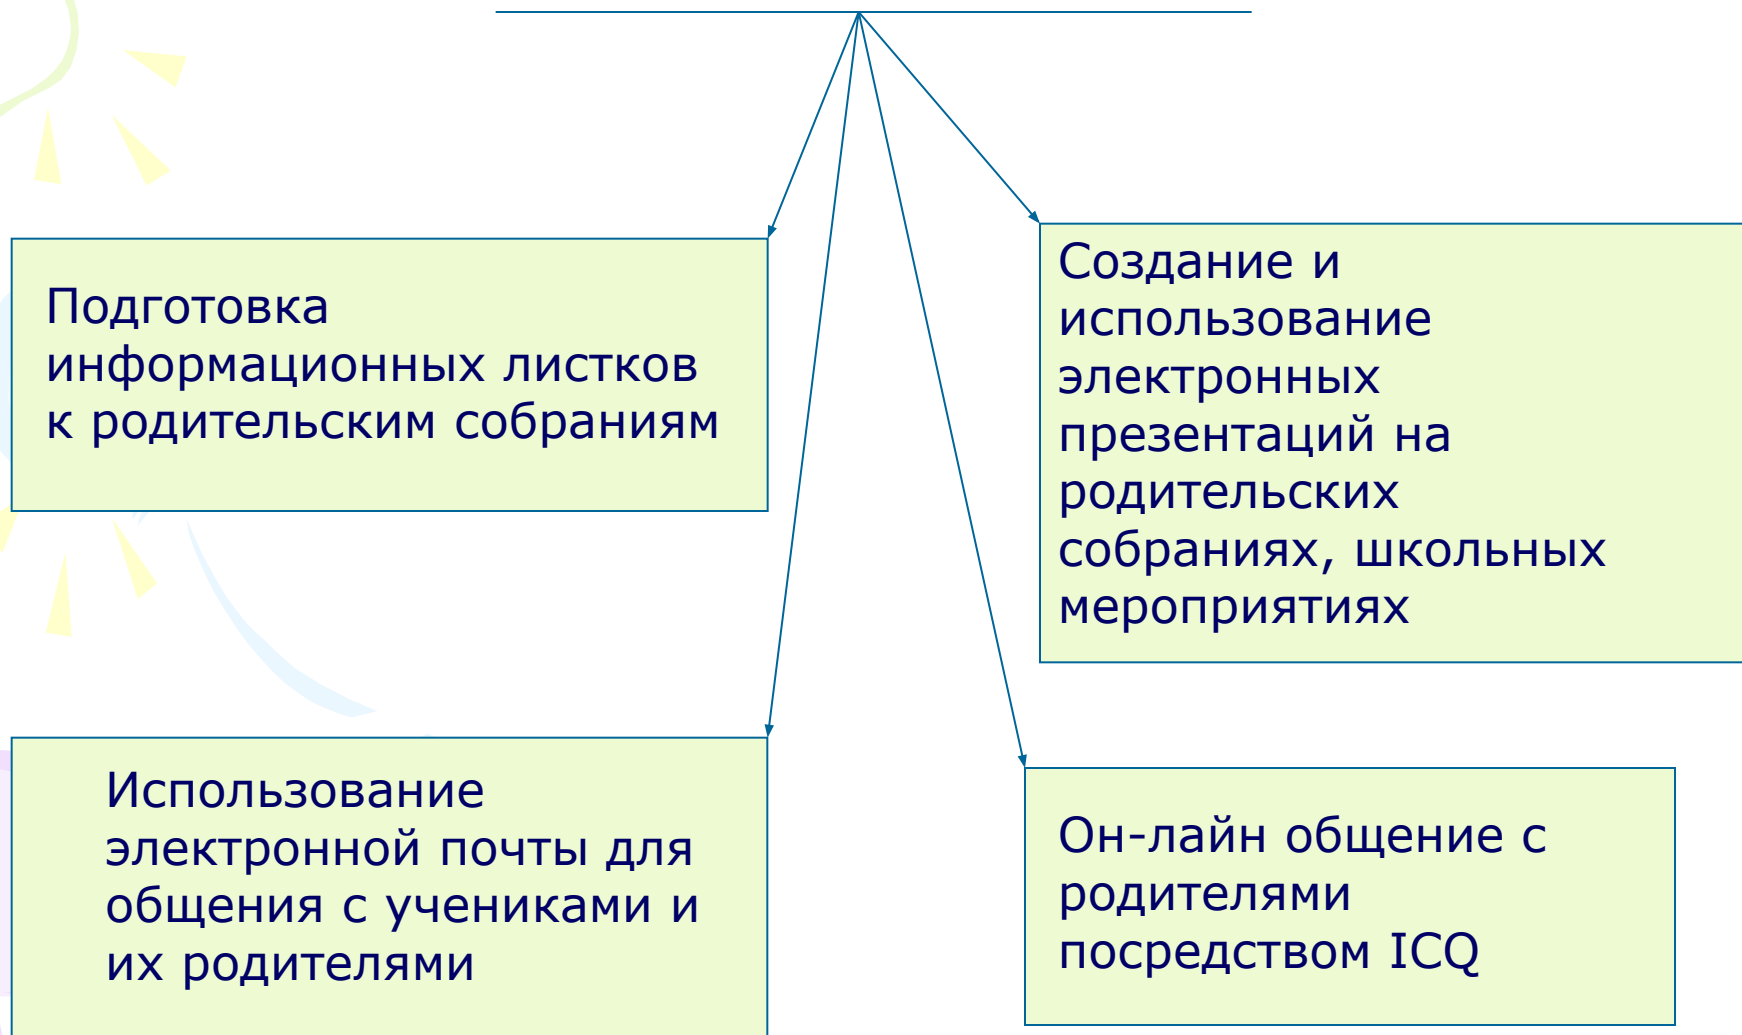 Подготовка
информационных листков
к родительским собраниям
Создание и
использование
электронных
презентаций на
родительских
собраниях, школьных
мероприятиях
Использование
электронной почты для
общения с учениками и
их родителями
Он-лайн общение с
родителями
посредством ICQ